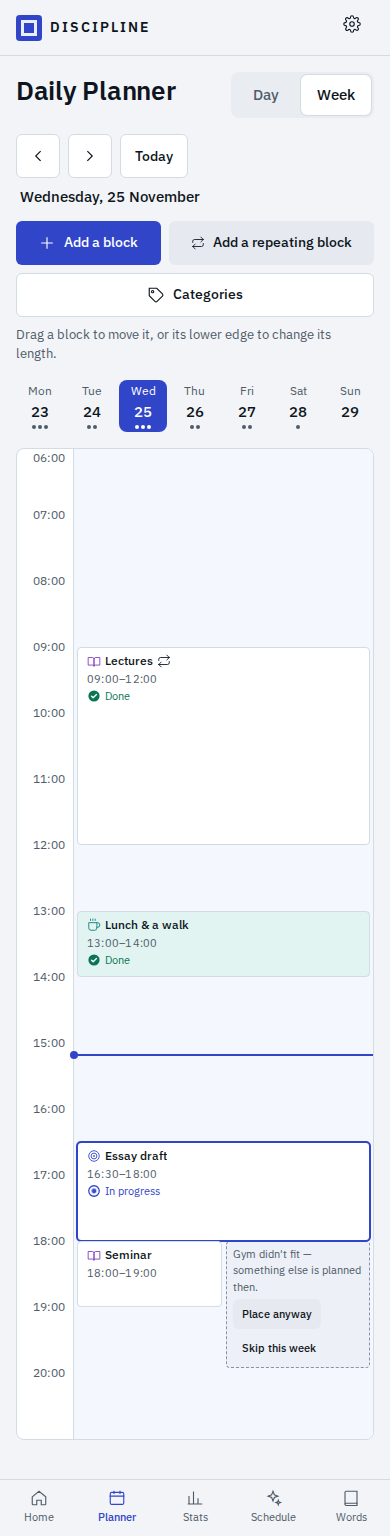 DISCIPLINE
Daily Planner
Day
Week
Today
Wednesday, 25 November
Add a block
Add a repeating block
Categories
Drag a block to move it, or its lower edge to change its
length.
Mon Tue Wed Thu Fri Sat Sun
23 24 25 26 27 28 29
06:00
07:00
08:00
09:00
Lectures
09:00–12:00
Done
10:00
11:00
12:00
13:00
Lunch & a walk
13:00–14:00
Done
14:00
15:00
16:00
Essay draft
16:30–18:00
In progress
17:00
18:00
Seminar
18:00–19:00
Gym didn't fit —
something else is planned
then.
Place anyway
Skip this week
19:00
20:00
Home
Planner
Stats
Schedule
Words